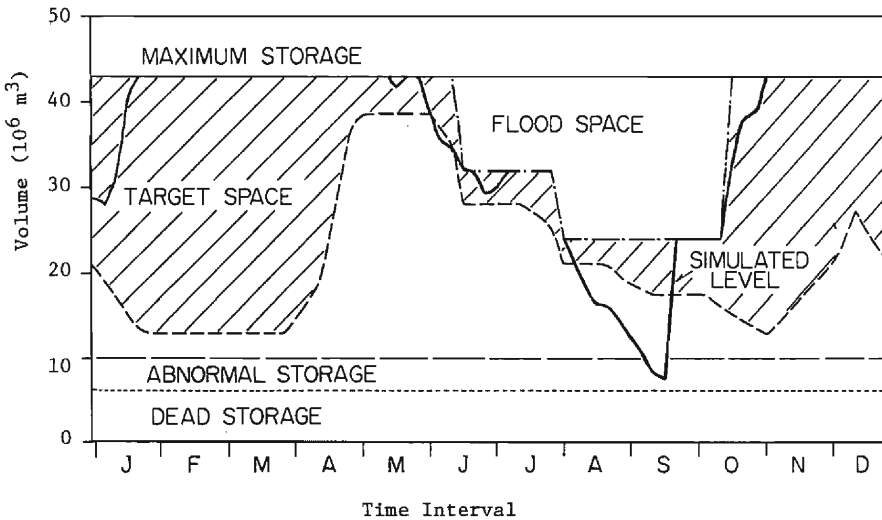 50
MAXIMUM STORAGE
40
FLOOD SPACE
30
TARGET SPACE
Volume (10⁶ m³)
20
SIMULATED
LEVEL
10
ABNORMAL STORAGE
DEAD STORAGE
0
J F M A M J J A S O N D
Time Interval